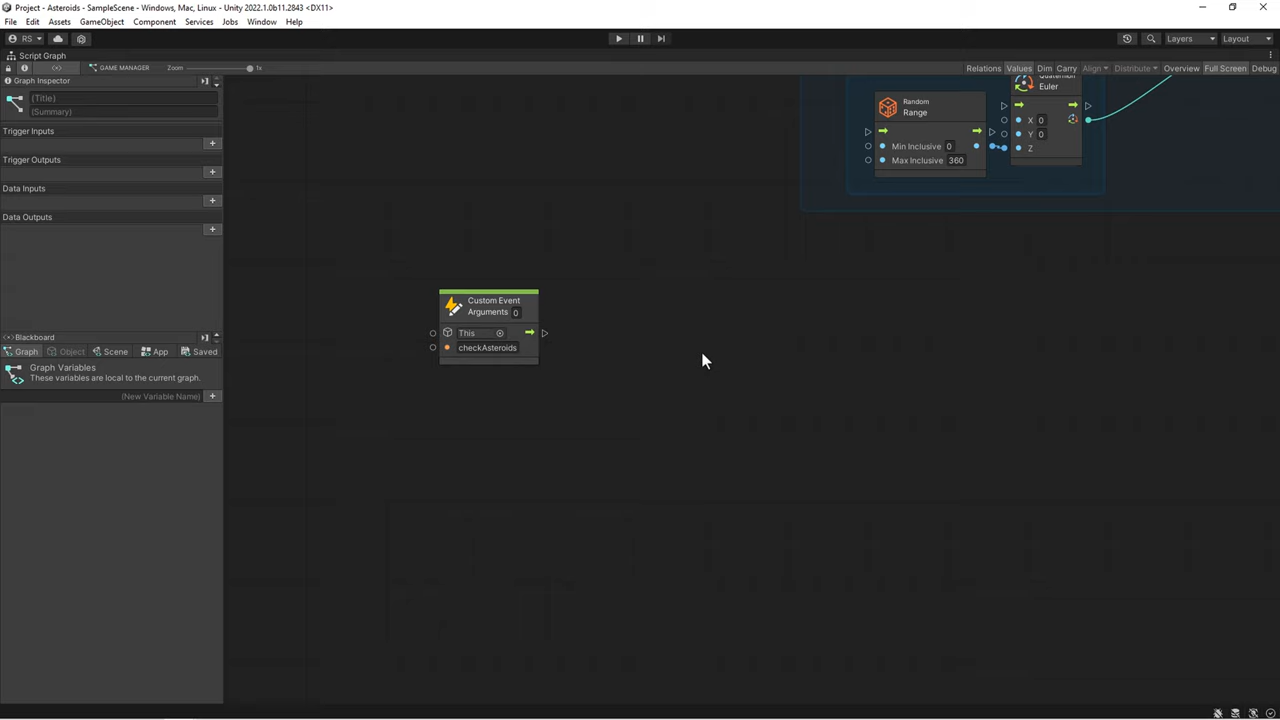 Project - Asteroids - SampleScene - Windows, Mac, Linux - Unity 2022.1.0b11.2843 <DX11>
File Edit Assets GameObject Component Services Jobs Window Help
RS Layers Layout
Script Graph
<> GAME MANAGER Zoom 1x Relations Values Dim Carry Align Distribute Overview Full Screen Debug
Graph Inspector
(Title)
(Summary)
Trigger Inputs
Trigger Outputs
Data Inputs
Data Outputs
Blackboard
Graph Object Scene App Saved
Graph Variables
These variables are local to the current graph.
(New Variable Name)
Custom Event
Arguments 0
This
checkAsteroids
Random
Range
Min Inclusive 0
Max Inclusive 360
Quaternion
Euler
X 0
Y 0
Z